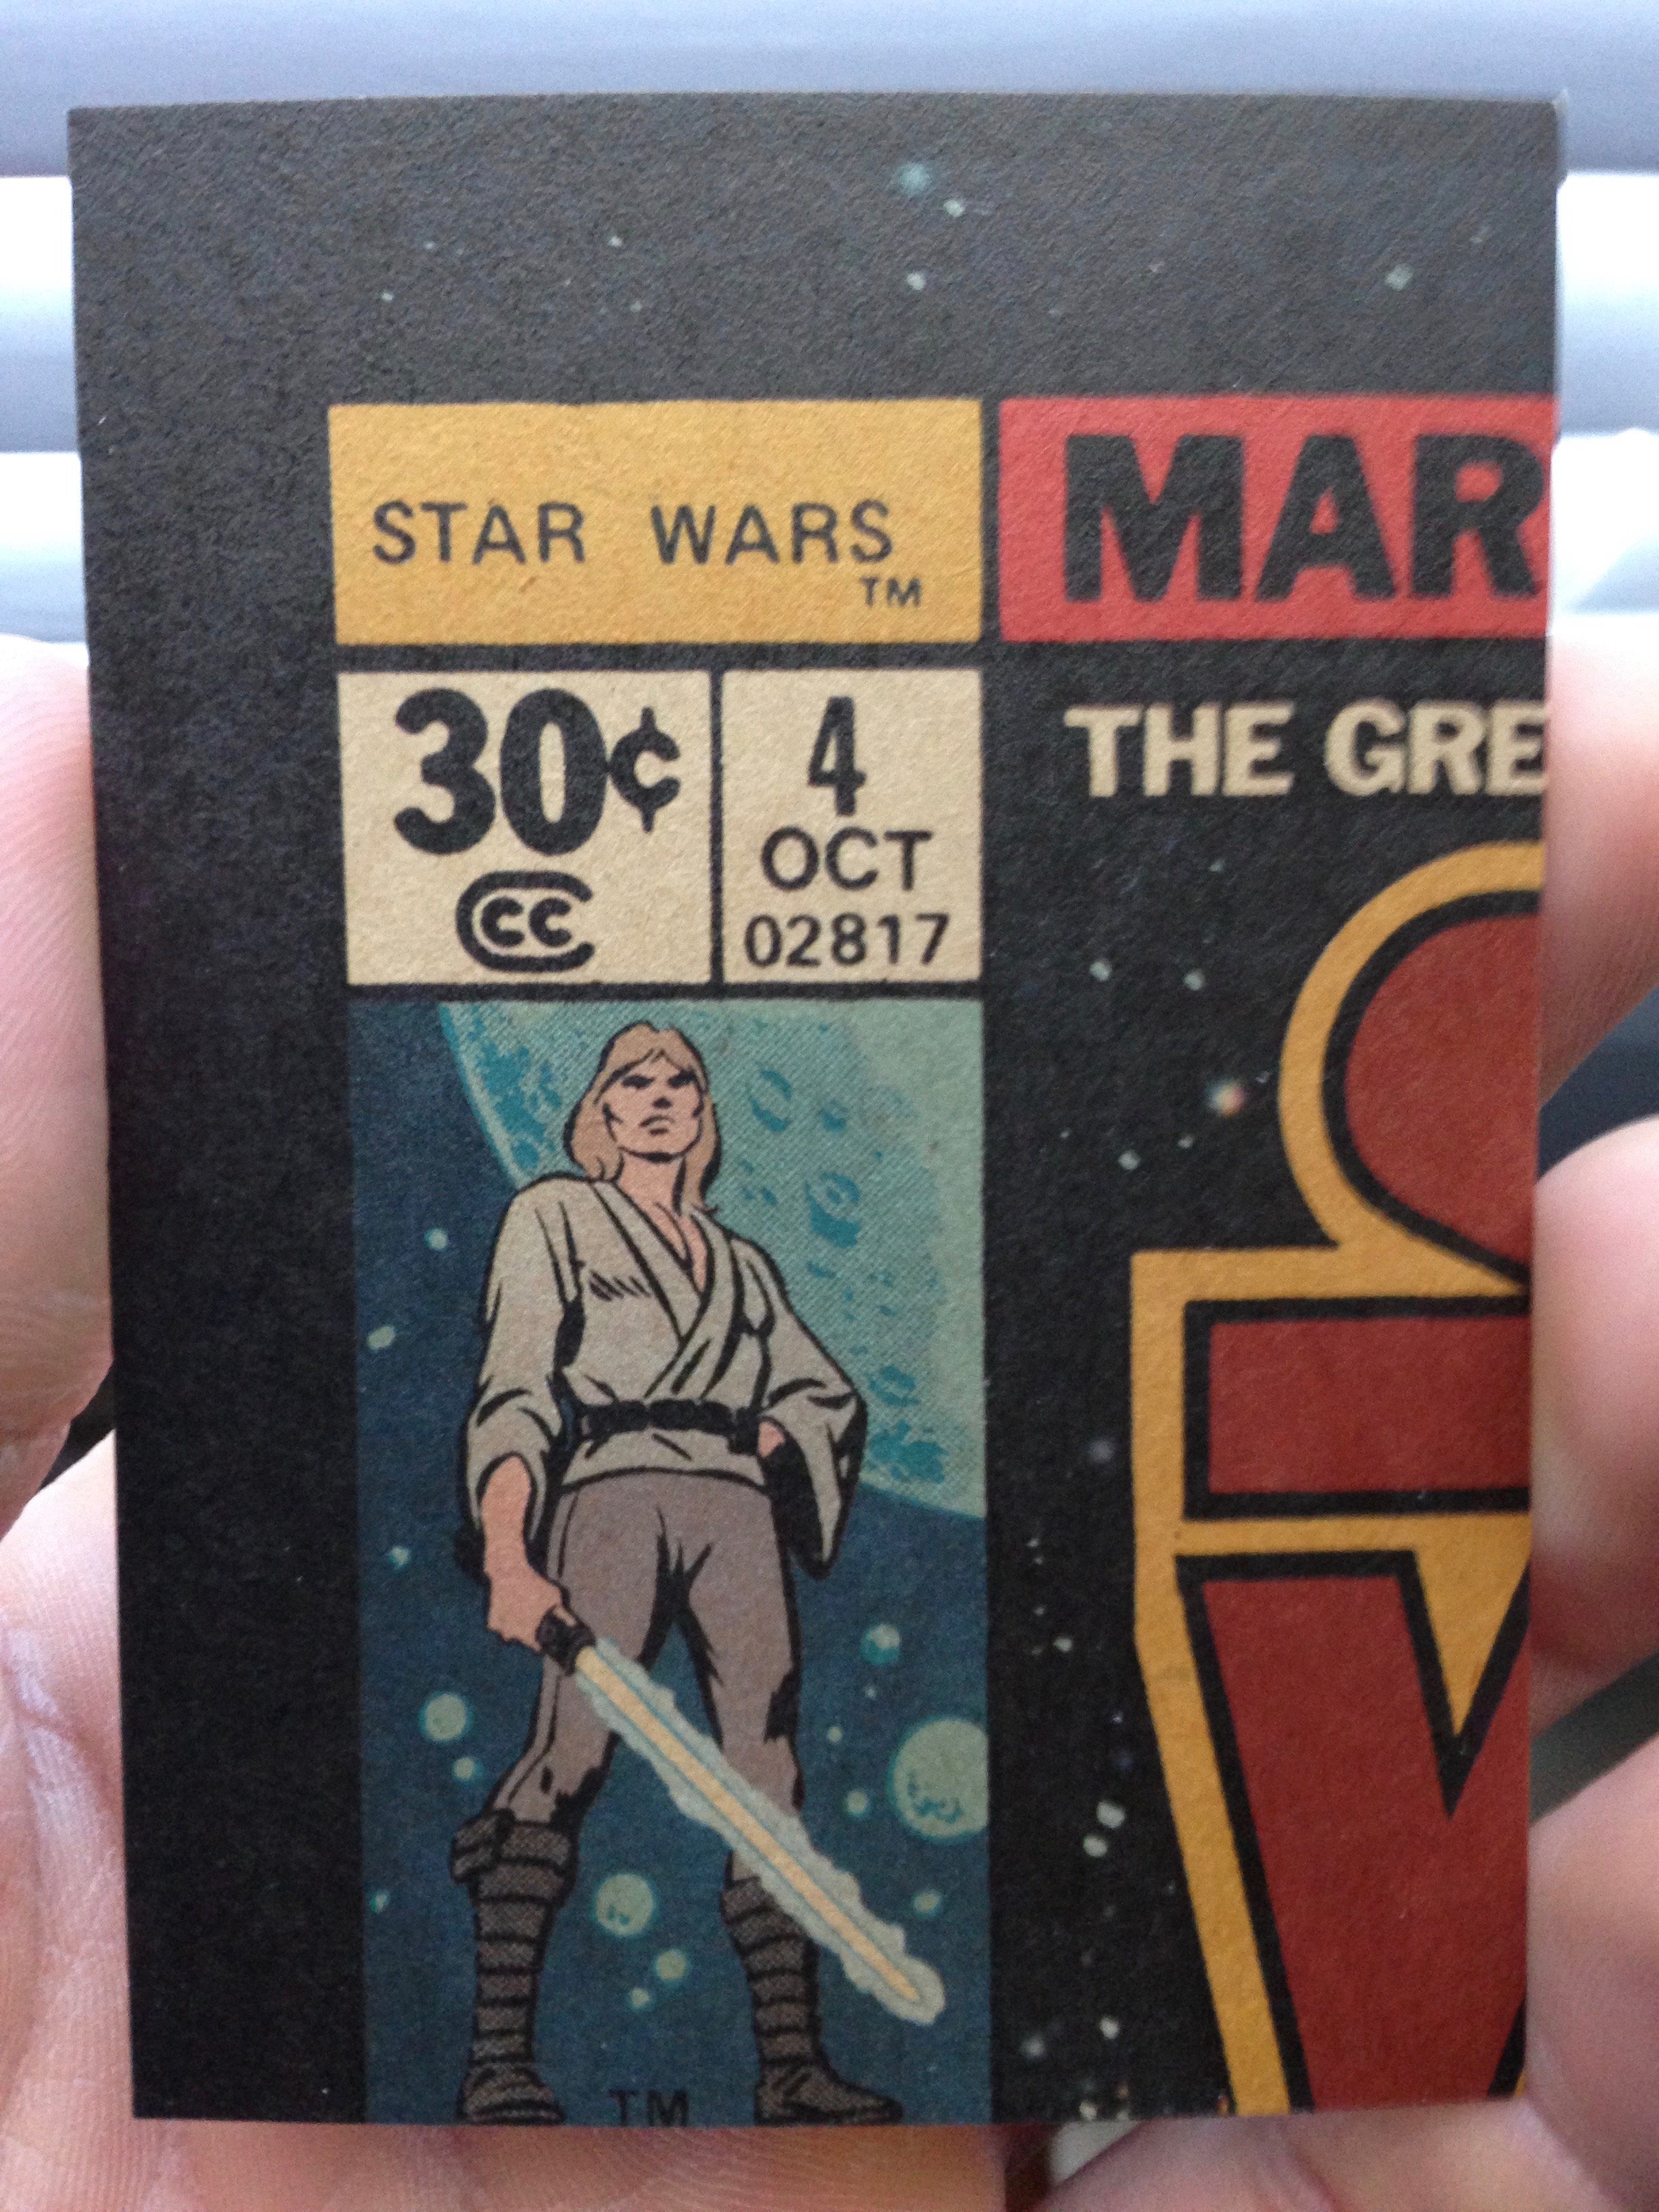 STAR WARS
TM
MAR
30¢
CC
4
OCT
02817
THE GRE
TM